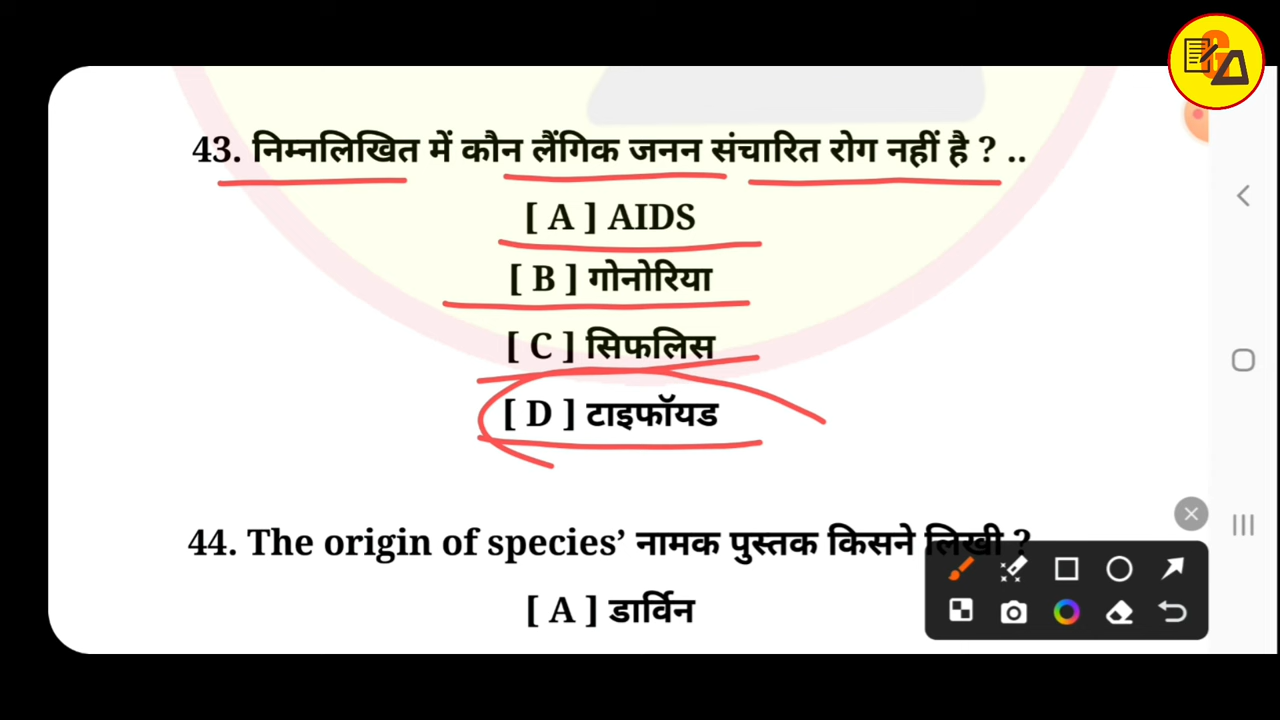 43. निम्नलिखित में कौन लैंगिक जनन संचारित रोग नहीं है ? ..
[ A ] AIDS
[ B ] गोनोरिया
[ C ] सिफलिस
[ D ] टाइफॉयड
44. The origin of species’ नामक पुस्तक किसने लिखी ?
[ A ] डार्विन